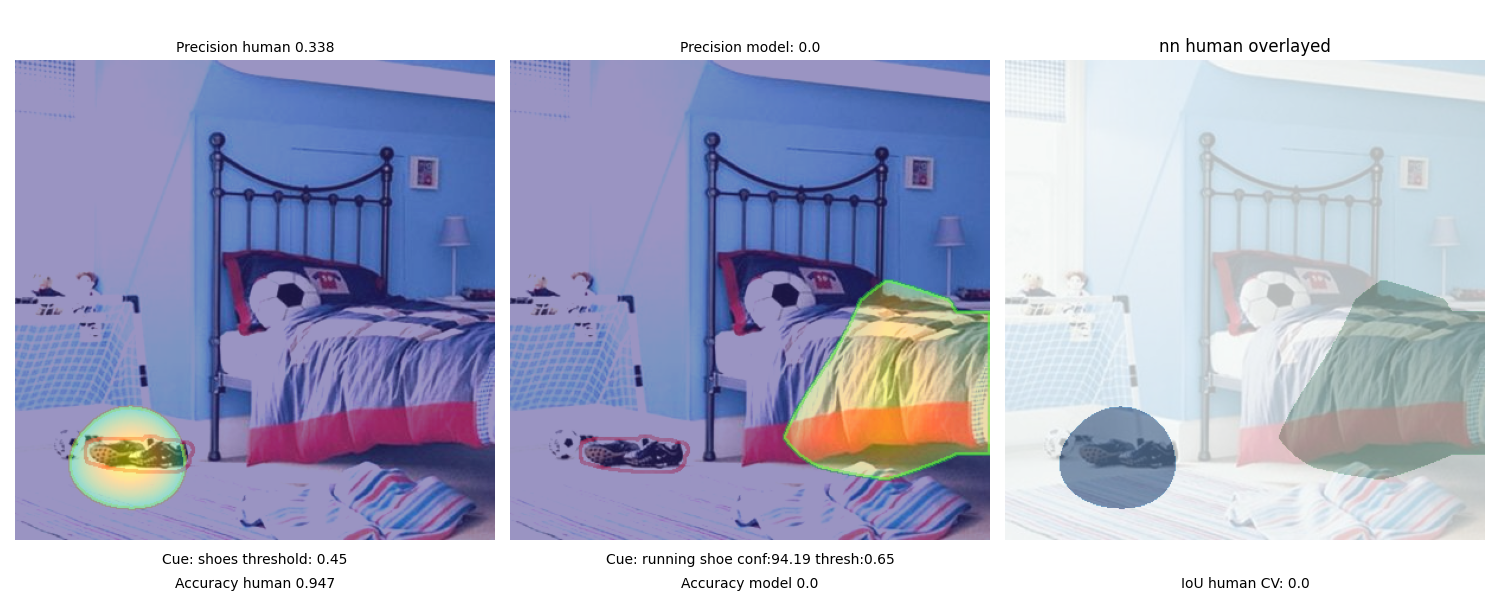 Precision human 0.338
Precision model: 0.0
nn human overlayed
Cue: shoes threshold: 0.45
Cue: running shoe conf:94.19 thresh:0.65
Accuracy human 0.947
Accuracy model 0.0
IoU human CV: 0.0